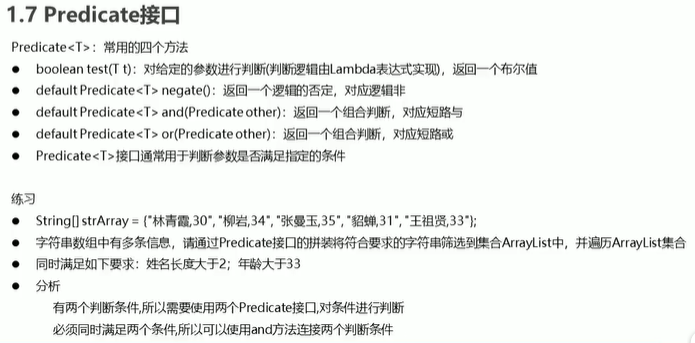 1.7 Predicate接口
Predicate<T>：常用的四个方法
● boolean test(T t)：对给定的参数进行判断(判断逻辑由Lambda表达式实现)，返回一个布尔值
● default Predicate<T> negate()：返回一个逻辑的否定，对应逻辑非
● default Predicate<T> and(Predicate other)：返回一个组合判断，对应短路与
● default Predicate<T> or(Predicate other)：返回一个组合判断，对应短路或
● Predicate<T>接口通常用于判断参数是否满足指定的条件
练习
● String[] strArray = {"林青霞,30", "柳岩,34", "张曼玉,35", "貂蝉,31", "王祖贤,33"};
● 字符串数组中有多条信息，请通过Predicate接口的拼装将符合要求的字符串筛选到集合ArrayList中，并遍历ArrayList集合
● 同时满足如下要求：姓名长度大于2；年龄大于33
● 分析
有两个判断条件,所以需要使用两个Predicate接口,对条件进行判断
必须同时满足两个条件,所以可以使用and方法连接两个判断条件